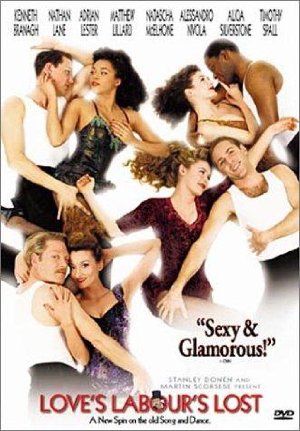 KENNETH NATHAN ADRIAN MATTHEW NATASCHA ALESSANDRO ALICIA TIMOTHY
BRANAGH LANE LESTER LILLARD McELHONE NIVOLA SILVERSTONE SPALL
"Sexy &
Glamorous!"
STANLEY DONEN AND
MARTIN SCORSESE PRESENT
LOVE'S LABOUR'S LOST
A New Spin on the old Song and Dance.
DVD